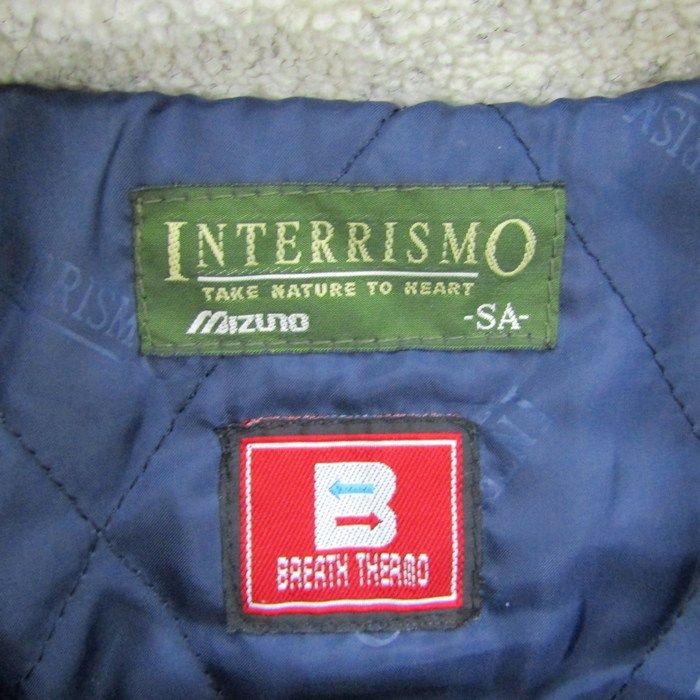 INTERRISMO
TAKE NATURE TO HEART
Mizuno -SA-
B
BREATH THERMO